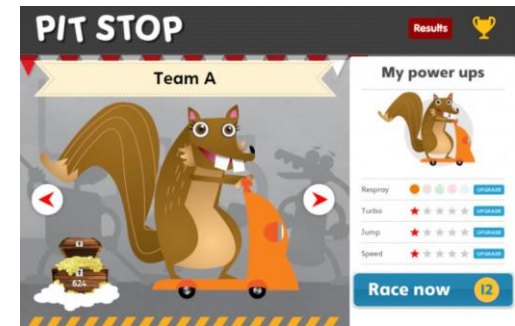 PIT STOP
Results
Team A
My power ups
Respray
UPGRADE
Turbo
UPGRADE
Jump
UPGRADE
Speed
UPGRADE
624
Race now
12